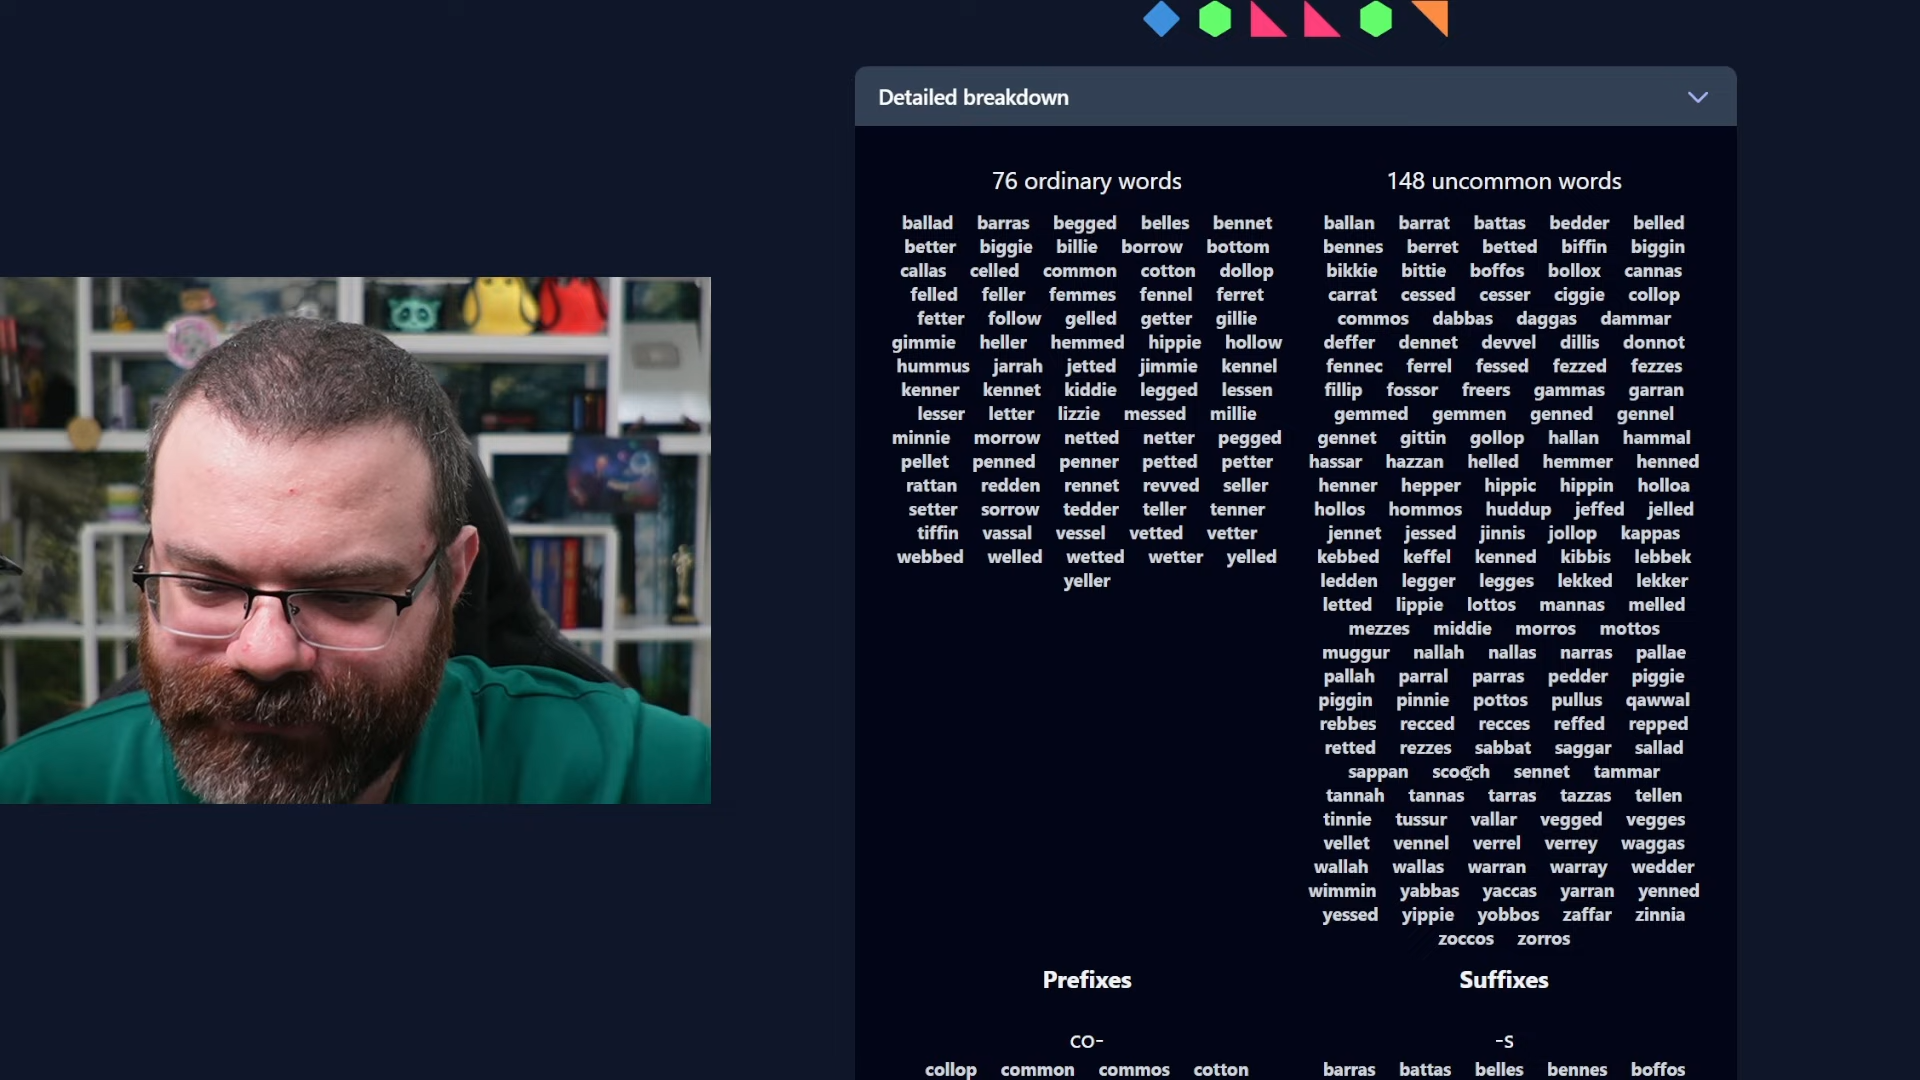 Detailed breakdown
76 ordinary words
ballad barras begged belles bennet
better biggie billie borrow bottom
callas celled common cotton dollop
felled feller femmes fennel ferret
fetter follow gelled getter gillie
gimmie heller hemmed hippie hollow
hummus jarrah jetted jimmie kennel
kenner kennet kiddie legged lessen
lesser letter lizzie messed millie
minnie morrow netted netter pegged
pellet penned penner petted petter
rattan redden rennet revved seller
setter sorrow tedder teller tenner
tiffin vassal vessel vetted vetter
webbed welled wetted wetter yelled
yeller
148 uncommon words
ballan barrat battas bedder belled
bennes berret betted biffin biggin
bikkie bittie boffos bollox cannas
carrat cessed cesser ciggie collop
commos dabbas daggas dammar
deffer dennet devvel dillis donnot
fennec ferrel fessed fezzed fezzes
fillip fossor freers gammas garran
gemmed gemmen genned gennel
gennet gittin gollop hallan hammal
hassar hazzan helled hemmer henned
henner hepper hippic hippin holloa
hollos hommos huddup jeffed jelled
jennet jessed jinnis jollop kappas
kebbed keffel kenned kibbis lebbek
ledden legger legges lekked lekker
letted lippie lottos mannas melled
mezzes middie morros mottos
muggur nallah nallas narras pallae
pallah parral parras pedder piggie
piggin pinnie pottos pullus qawwal
rebbes recced recces reffed repped
retted rezzes sabbat saggar sallad
sappan scooch sennet tammar
tannah tannas tarras tazzas tellen
tinnie tussur vallar vegged vegges
vellet vennel verrel verrey waggas
wallah wallas warran warray wedder
wimmin yabbas yaccas yarran yenned
yessed yippie yobbos zaffar zinnia
zoccos zorros
Prefixes
co-
collop common commos cotton
Suffixes
-s
barras battas belles bennes boffos